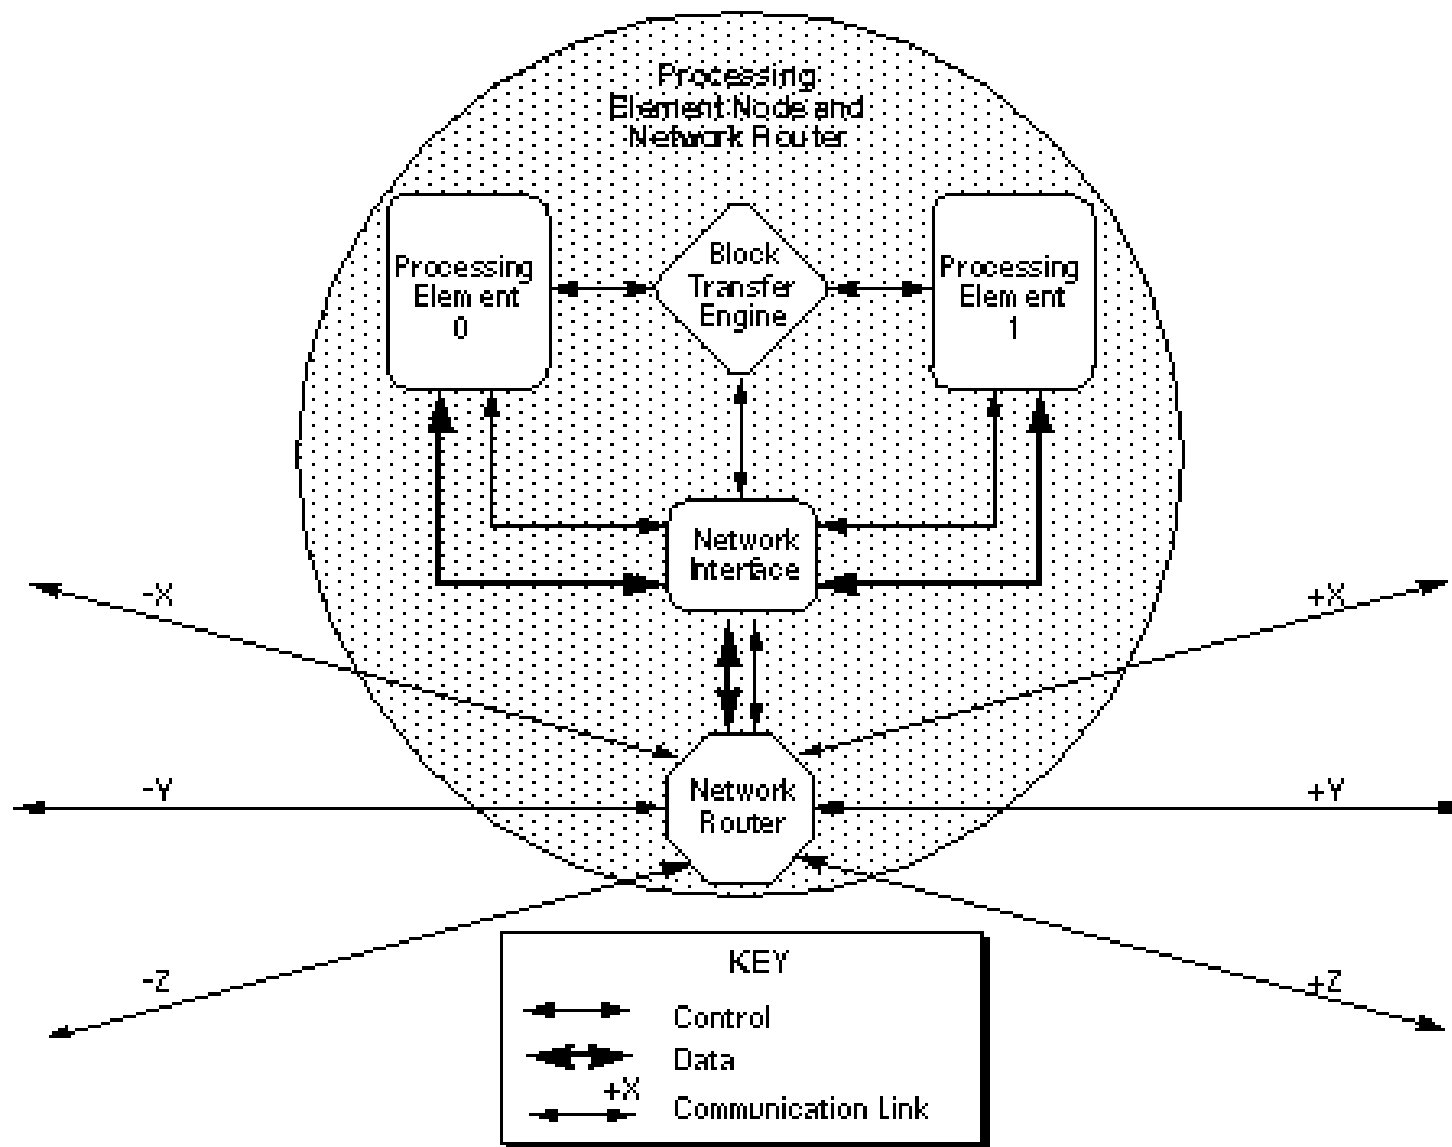 Processing
Element Node and
Network Router
Processing
Element
0
Block
Transfer
Engine
Processing
Element
1
Network
Interface
-X
+X
-Y
Network
Router
+Y
-Z
+Z
KEY
Control
Data
+X
Communication Link